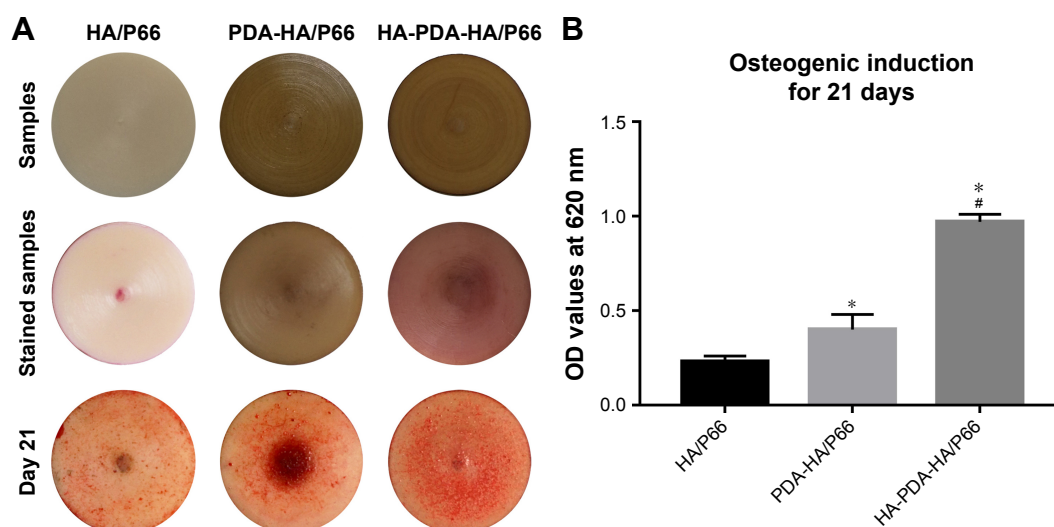 A
HA/P66
PDA-HA/P66
HA-PDA-HA/P66
Samples
Stained samples
Day 21
B
Osteogenic induction
for 21 days
OD values at 620 nm
1.5
1.0
0.5
0.0
*
*
#
HA/P66
PDA-HA/P66
HA-PDA-HA/P66